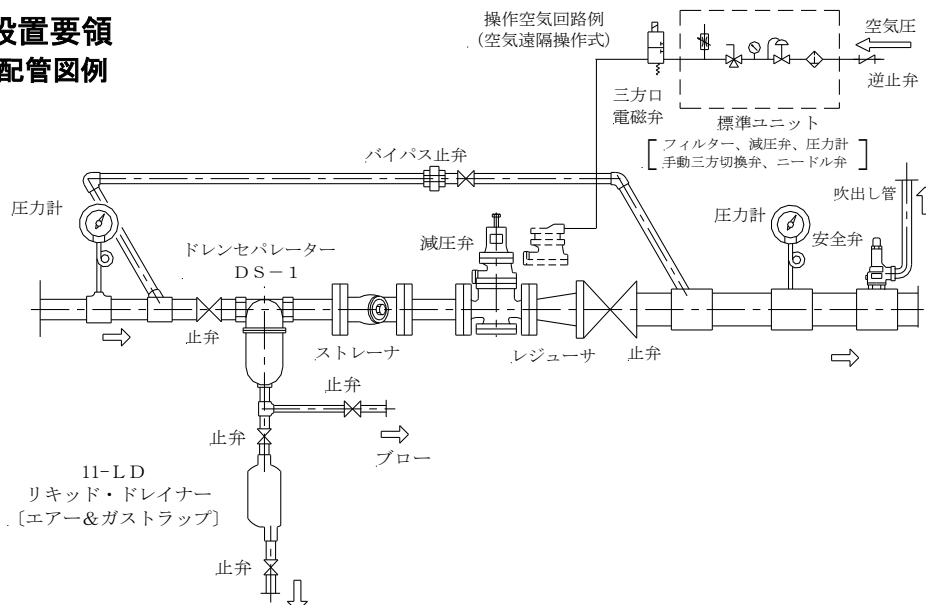 設置要領
配管図例
操作空気回路例
(空気遠隔操作式)
空気圧
逆止弁
三方口
電磁弁
標準ユニット
フィルター、減圧弁、圧力計
手動三方切換弁、ニードル弁
バイパス止弁
吹出し管
圧力計
ドレンセパレーター
DS-1
減圧弁
圧力計
安全弁
止弁
ストレーナ
レジューサ
止弁
止弁
止弁
ブロー
11-LD
リキッド・ドレイナー
〔エアー&ガストラップ〕
止弁